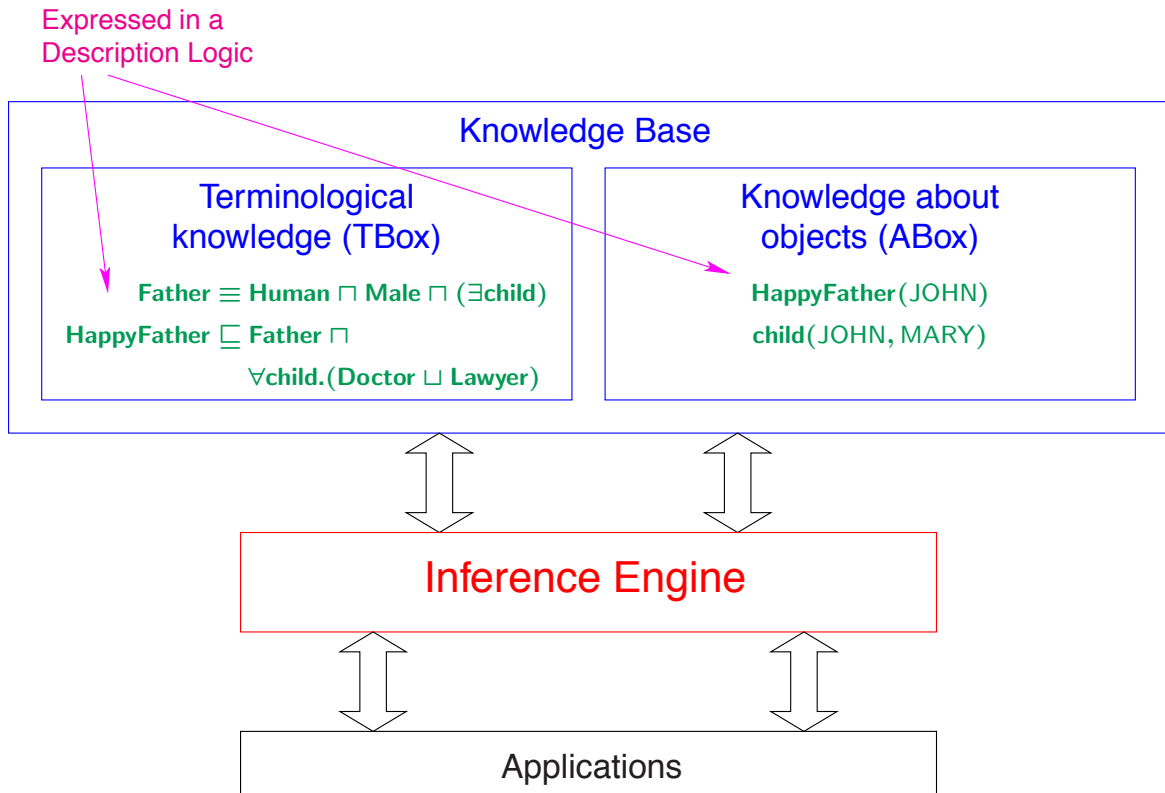 Expressed in a
Description Logic
Knowledge Base
Terminological
knowledge (TBox)
Father ≡ Human ⊓ Male ⊓ (∃child)
HappyFather ⊑ Father ⊓
∀child.(Doctor ⊔ Lawyer)
Knowledge about
objects (ABox)
HappyFather(JOHN)
child(JOHN, MARY)
Inference Engine
Applications